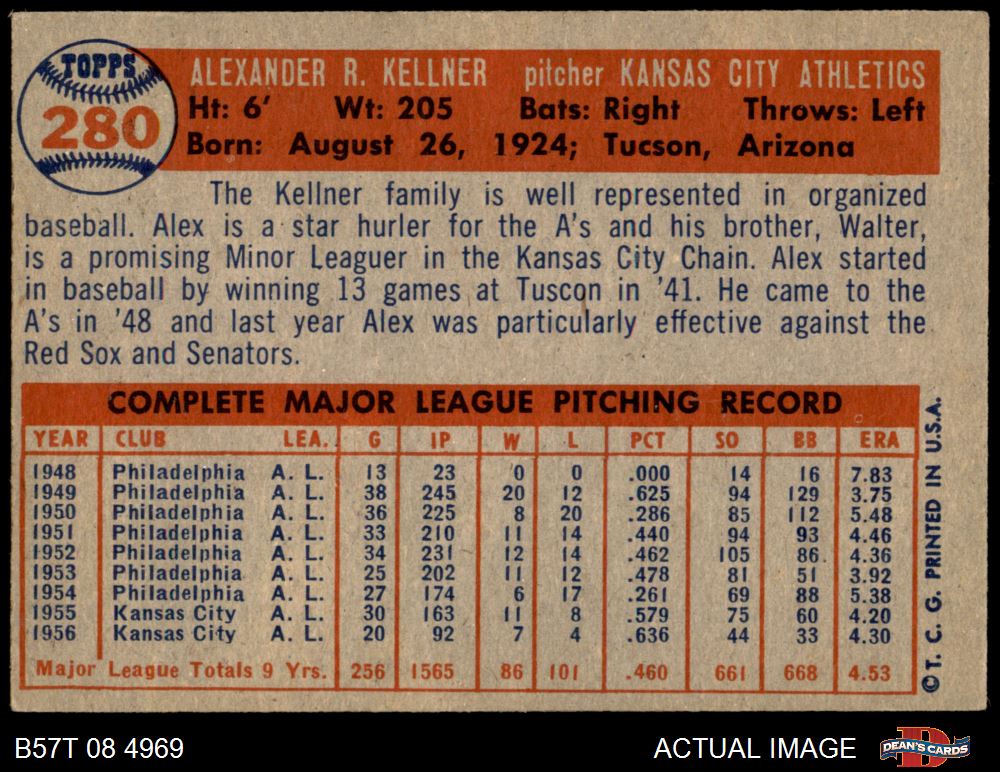 TOPPS
280
ALEXANDER R. KELLNER pitcher KANSAS CITY ATHLETICS
Ht: 6' Wt: 205 Bats: Right Throws: Left
Born: August 26, 1924; Tucson, Arizona
The Kellner family is well represented in organized
baseball. Alex is a star hurler for the A's and his brother, Walter,
is a promising Minor Leaguer in the Kansas City Chain. Alex started
in baseball by winning 13 games at Tuscon in '41. He came to the
A's in '48 and last year Alex was particularly effective against the
Red Sox and Senators.
COMPLETE MAJOR LEAGUE PITCHING RECORD
YEAR CLUB LEA. G IP W L PCT SO BB ERA
1948 Philadelphia A. L. 13 23 0 0 .000 14 16 7.83
1949 Philadelphia A. L. 38 245 20 12 .625 94 129 3.75
1950 Philadelphia A. L. 36 225 8 20 .286 85 112 5.48
1951 Philadelphia A. L. 33 210 11 14 .440 94 93 4.46
1952 Philadelphia A. L. 34 231 12 14 .462 105 86 4.36
1953 Philadelphia A. L. 25 202 11 12 .478 81 51 3.92
1954 Philadelphia A. L. 27 174 6 17 .261 69 88 5.38
1955 Kansas City A. L. 30 163 11 8 .579 75 60 4.20
1956 Kansas City A. L. 20 92 7 4 .636 44 33 4.30
Major League Totals 9 Yrs. 256 1565 86 101 .460 661 668 4.53
©T. C. G. PRINTED IN U.S.A.
B57T 08 4969 ACTUAL IMAGE DEAN'S CARDS